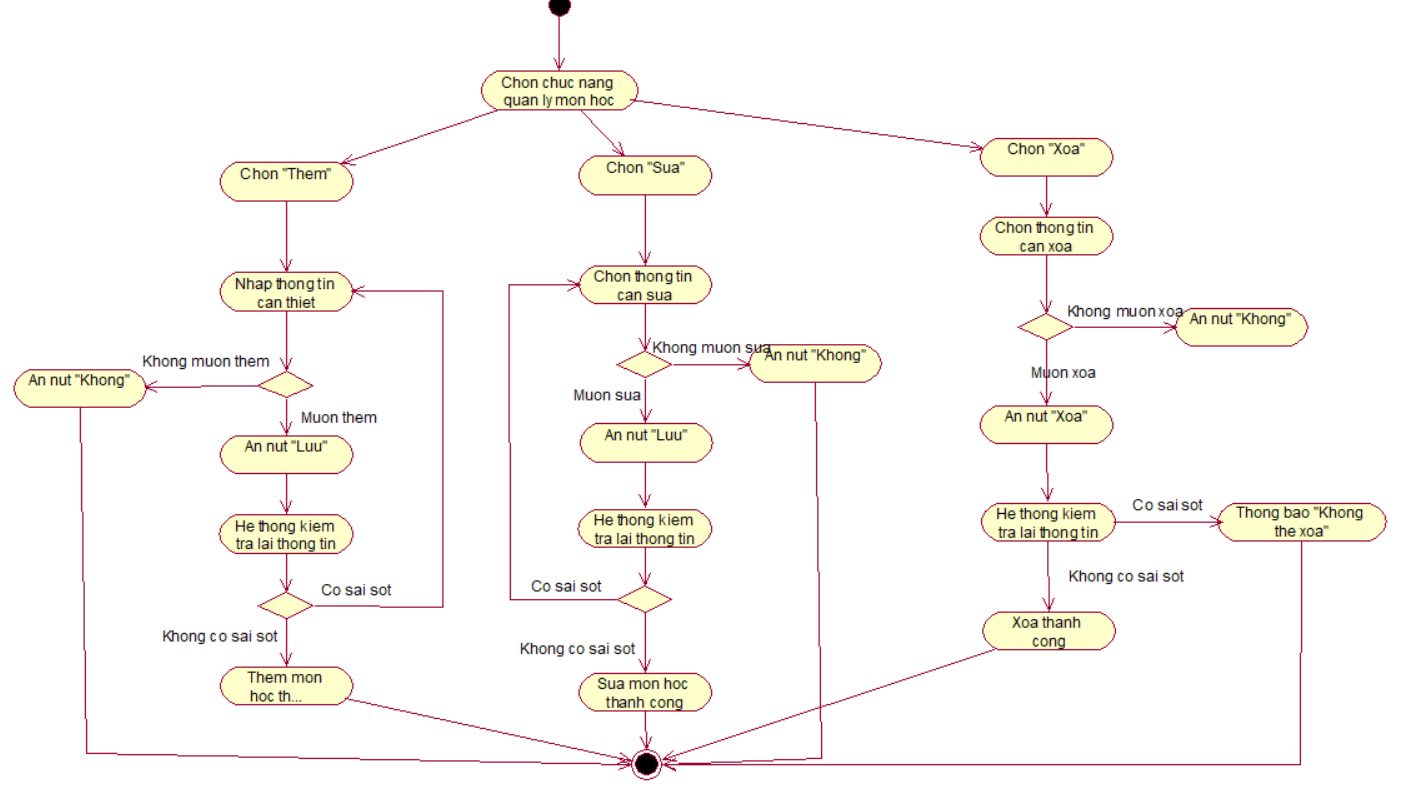 Chon chuc nang
quan ly mon hoc
Chon "Them"
Nhap thong tin
can thiet
Khong muon them
An nut "Khong"
Muon them
An nut "Luu"
He thong kiem
tra lai thong tin
Co sai sot
Khong co sai sot
Them mon
hoc th...
Chon "Sua"
Chon thong tin
can sua
Khong muon sua
An nut "Khong"
Muon sua
An nut "Luu"
He thong kiem
tra lai thong tin
Co sai sot
Khong co sai sot
Sua mon hoc
thanh cong
Chon "Xoa"
Chon thong tin
can xoa
Khong muon xoa
An nut "Khong"
Muon xoa
An nut "Xoa"
He thong kiem
tra lai thong tin
Co sai sot
Thong bao "Khong
the xoa"
Khong co sai sot
Xoa thanh
cong